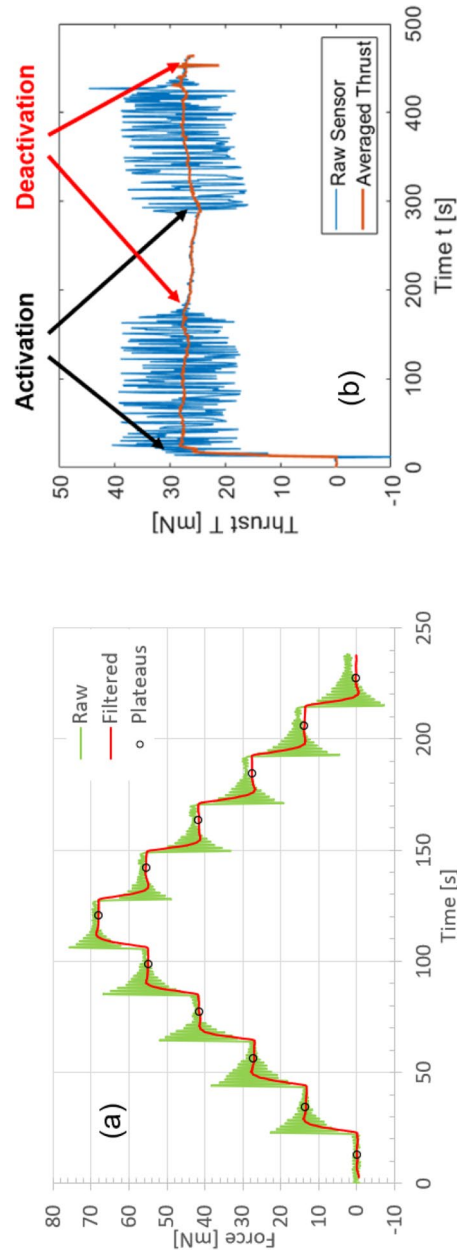 (a)
Raw
Filtered
Plateaus
Force [mN]
80
70
60
50
40
30
20
10
0
-10
0
50
100
150
200
250
Time [s]
Activation
Deactivation
Thrust T [mN]
50
40
30
20
10
0
-10
(b)
Raw Sensor
Averaged Thrust
0
100
200
300
400
500
Time t [s]